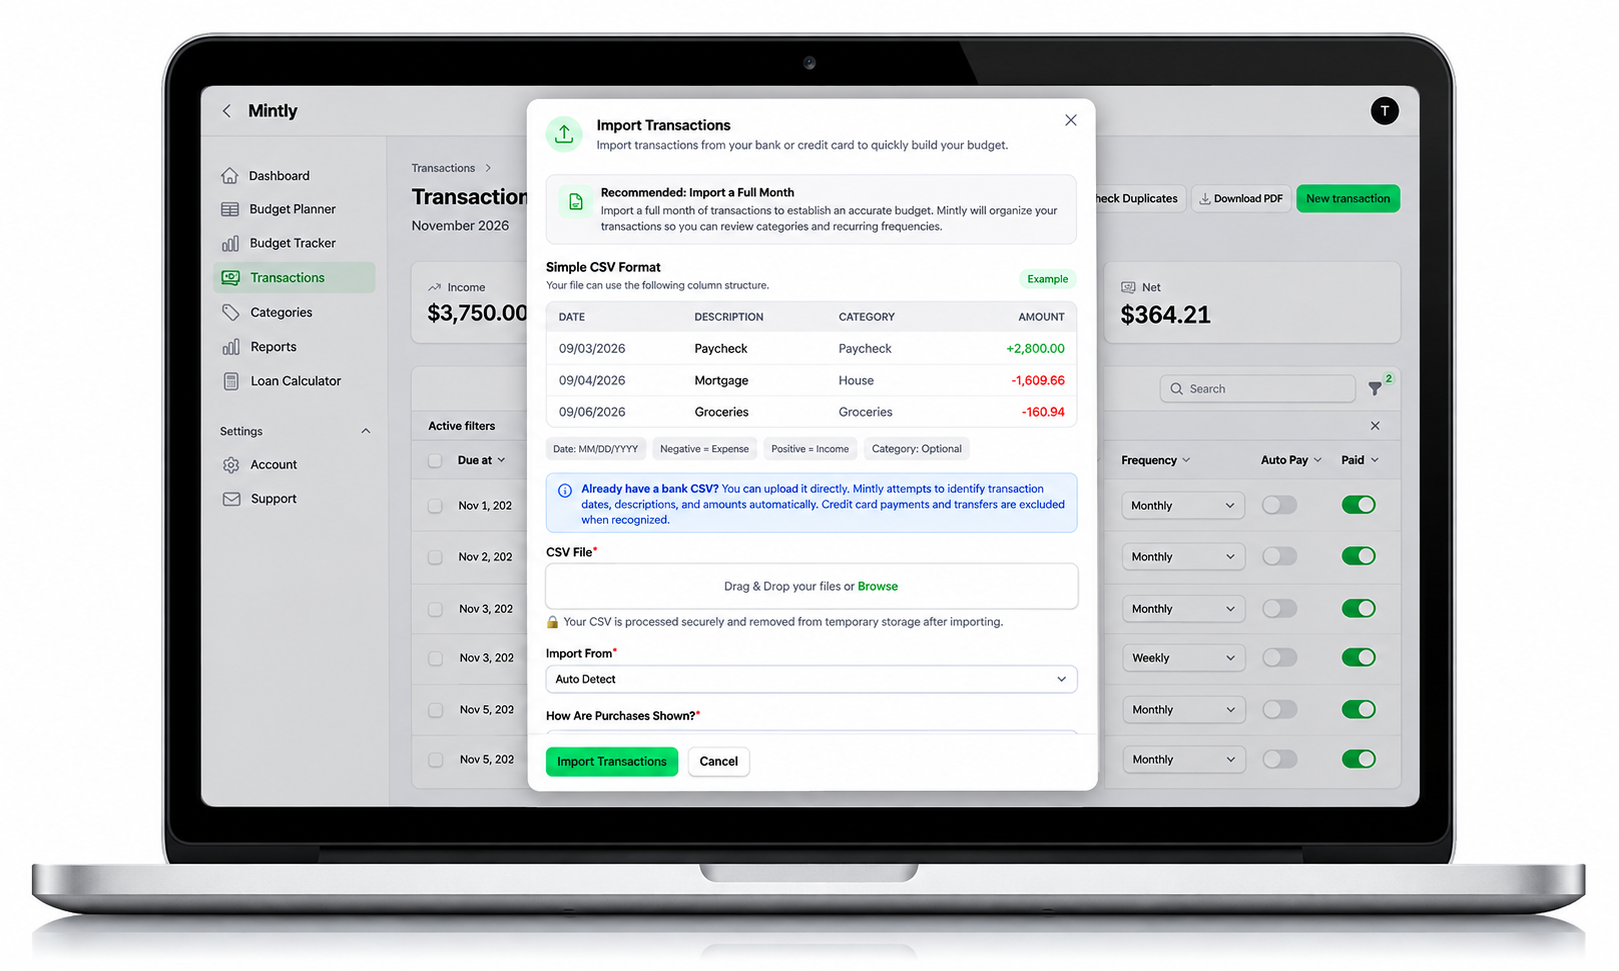 Mintly
T
Dashboard
Budget Planner
Budget Tracker
Transactions
Categories
Reports
Loan Calculator
Settings
Account
Support
Transactions
Transaction
November 2026
Check Duplicates
Download PDF
New transaction
Income
$3,750.00
Net
$364.21
Search
2
Active filters
Due at
Frequency
Auto Pay
Paid
Nov 1, 202
Monthly
Nov 2, 202
Monthly
Nov 3, 202
Monthly
Nov 3, 202
Weekly
Nov 5, 202
Monthly
Nov 5, 202
Monthly
Import Transactions
Import transactions from your bank or credit card to quickly build your budget.
Recommended: Import a Full Month
Import a full month of transactions to establish an accurate budget. Mintly will organize your
transactions so you can review categories and recurring frequencies.
Simple CSV Format
Your file can use the following column structure.
Example
DATE DESCRIPTION CATEGORY AMOUNT
09/03/2026 Paycheck Paycheck +2,800.00
09/04/2026 Mortgage House -1,609.66
09/06/2026 Groceries Groceries -160.94
Date: MM/DD/YYYY
Negative = Expense
Positive = Income
Category: Optional
Already have a bank CSV? You can upload it directly. Mintly attempts to identify transaction
dates, descriptions, and amounts automatically. Credit card payments and transfers are excluded
when recognized.
CSV File*
Drag & Drop your files or Browse
🔒 Your CSV is processed securely and removed from temporary storage after importing.
Import From*
Auto Detect
How Are Purchases Shown?*
Import Transactions
Cancel